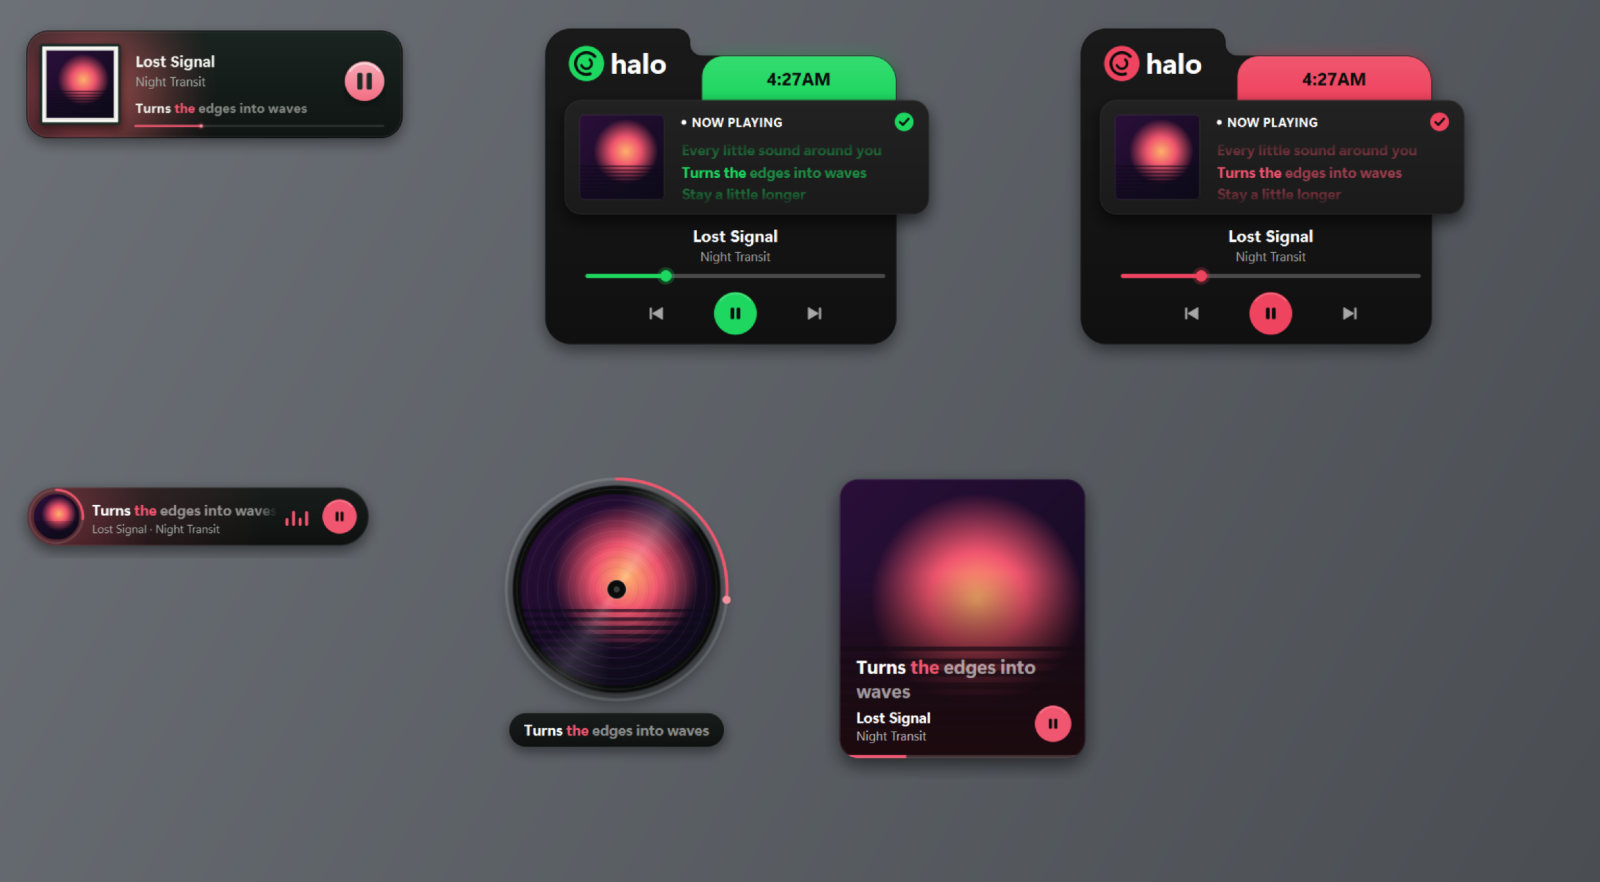 Lost Signal
Night Transit
Turns the edges into waves
halo
4:27AM
• NOW PLAYING
Every little sound around you
Turns the edges into waves
Stay a little longer
Lost Signal
Night Transit
halo
4:27AM
• NOW PLAYING
Every little sound around you
Turns the edges into waves
Stay a little longer
Lost Signal
Night Transit
Turns the edges into waves
Lost Signal · Night Transit
Turns the edges into waves
Turns the edges into
waves
Lost Signal
Night Transit